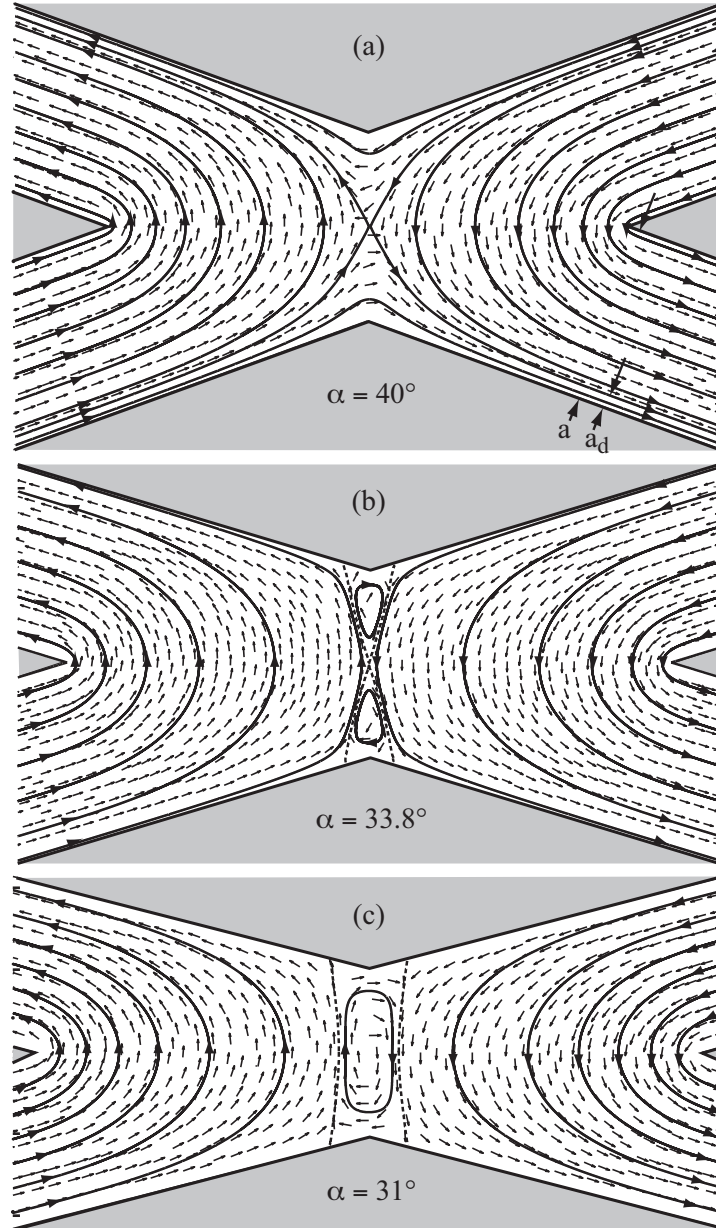 (a)
α = 40°
a
a_d
(b)
α = 33.8°
(c)
α = 31°